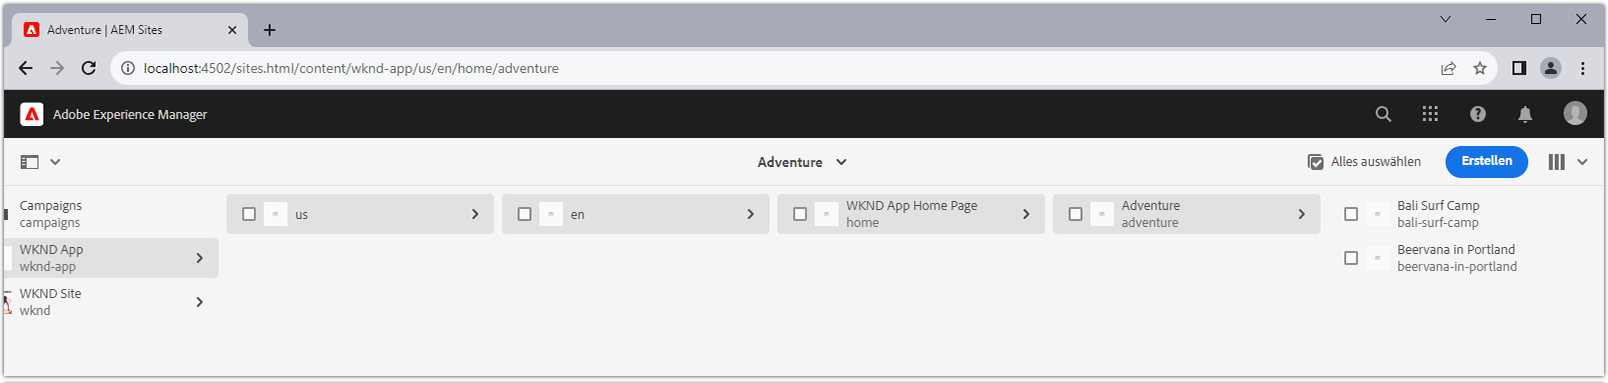 Adventure | AEM Sites
localhost:4502/sites.html/content/wknd-app/us/en/home/adventure
Adobe Experience Manager
Adventure
Alles auswählen
Erstellen
Campaigns
campaigns
WKND App
wknd-app
WKND Site
wknd
us
en
WKND App Home Page
home
Adventure
adventure
Bali Surf Camp
bali-surf-camp
Beervana in Portland
beervana-in-portland